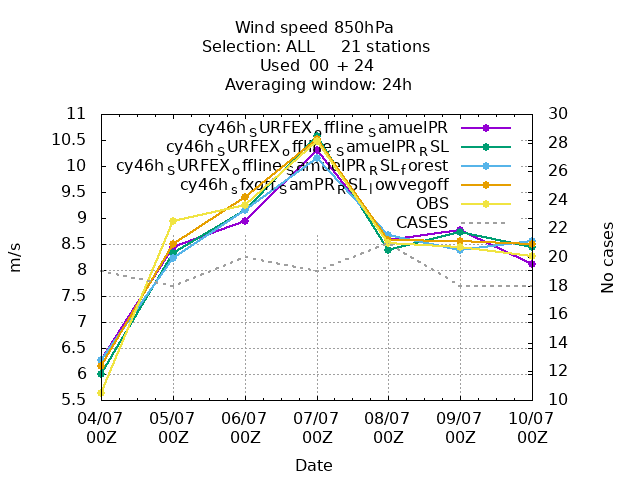 Wind speed 850hPa
Selection: ALL     21 stations
Used  00 + 24
Averaging window: 24h
11 30
10.5 28
10 26
9.5 24
9 22
8.5 20
8 18
7.5 16
7 14
6.5 12
6 10
5.5
cy46h_SURFEX_offline_SamuelPR
cy46h_SURFEX_offline_SamuelPR_RSL
cy46h_SURFEX_offline_SamuelPR_RSL_forest
cy46h_sfxoff_SamPR_RSL_lowvegoff
OBS
CASES
m/s
No cases
04/07 05/07 06/07 07/07 08/07 09/07 10/07
00Z 00Z 00Z 00Z 00Z 00Z 00Z
Date